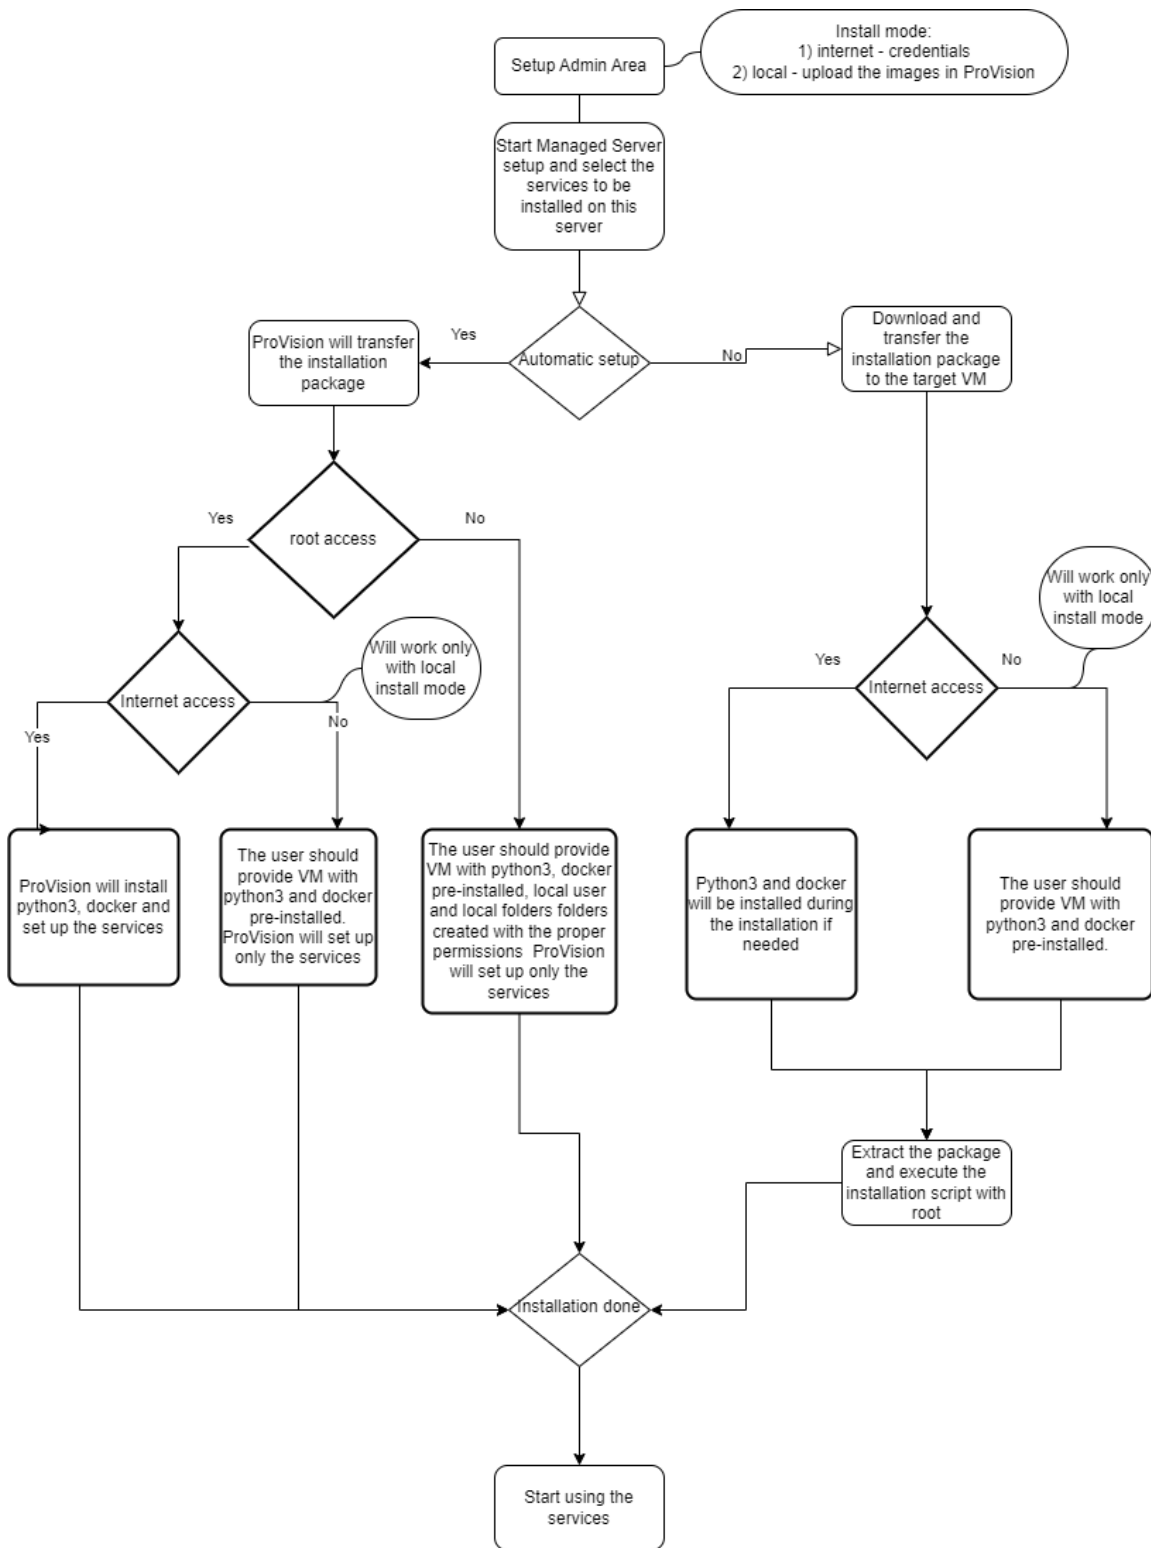 Install mode:
1) internet - credentials
2) local - upload the images in ProVision
Setup Admin Area
Start Managed Server
setup and select the
services to be
installed on this
server
ProVision will transfer
the installation
package
Yes
Automatic setup
No
Download and
transfer the
installation package
to the target VM
Yes
root access
No
Will work only
with local
install mode
Will work only
with local
install mode
Yes
Internet access
No
Yes
Internet access
No
ProVision will install
python3, docker and
set up the services
The user should
provide VM with
python3 and docker
pre-installed.
ProVision will set up
only the services
The user should provide
VM with python3, docker
pre-installed, local user
and local folders folders
created with the proper
permissions ProVision
will set up only the
services
Python3 and docker
will be installed during
the installation if
needed
The user should
provide VM with
python3 and docker
pre-installed.
Extract the package
and execute the
installation script with
root
Installation done
Start using the
services